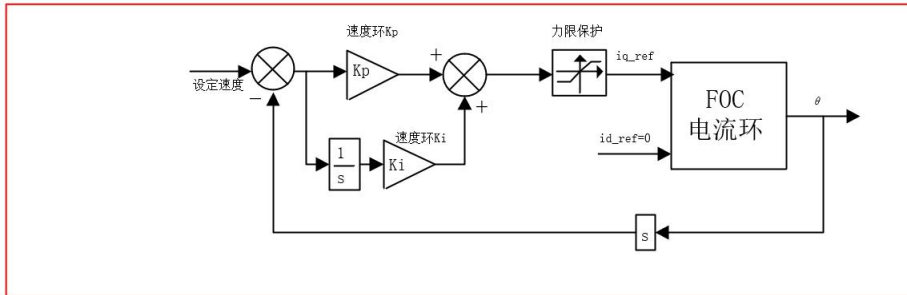 速度环Kp
力限保护
设定速度
Kp
+
+
−
iq_ref
FOC
电流环
θ
id_ref=0
速度环Ki
1
s
Ki
s